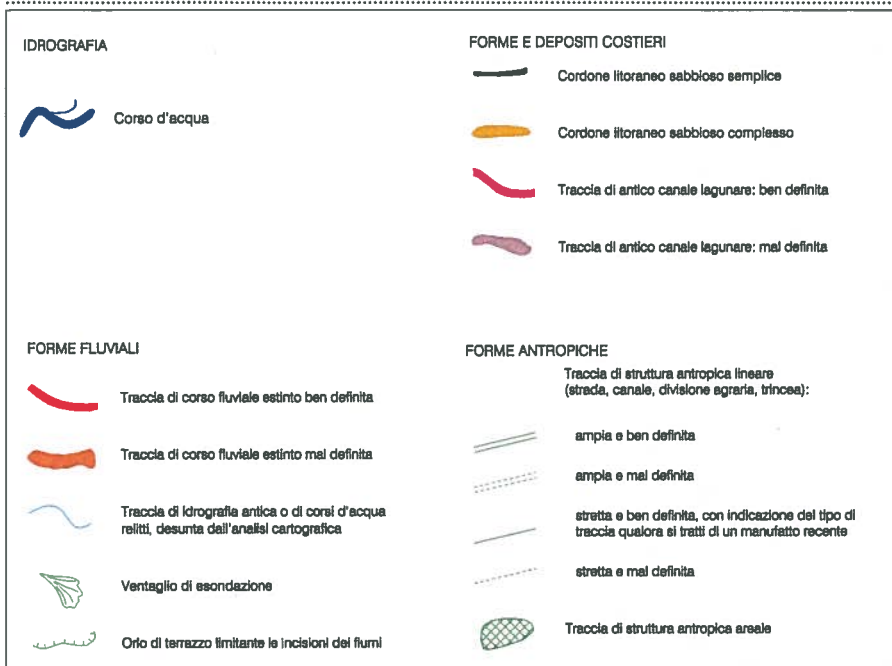 IDROGRAFIA
Corso d'acqua
FORME E DEPOSITI COSTIERI
Cordone litoraneo sabbioso semplice
Cordone litoraneo sabbioso complesso
Traccia di antico canale lagunare: ben definita
Traccia di antico canale lagunare: mal definita
FORME FLUVIALI
Traccia di corso fluviale estinto ben definita
Traccia di corso fluviale estinto mal definita
Traccia di idrografia antica o di corsi d'acqua
relitti, desunta dall'analisi cartografica
Ventaglio di esondazione
Orlo di terrazzo limitante le incisioni dei fiumi
FORME ANTROPICHE
Traccia di struttura antropica lineare
(strada, canale, divisione agraria, trincea):
ampia e ben definita
ampia e mal definita
stretta e ben definita, con indicazione del tipo di
traccia qualora si tratti di un manufatto recente
stretta e mal definita
Traccia di struttura antropica areale